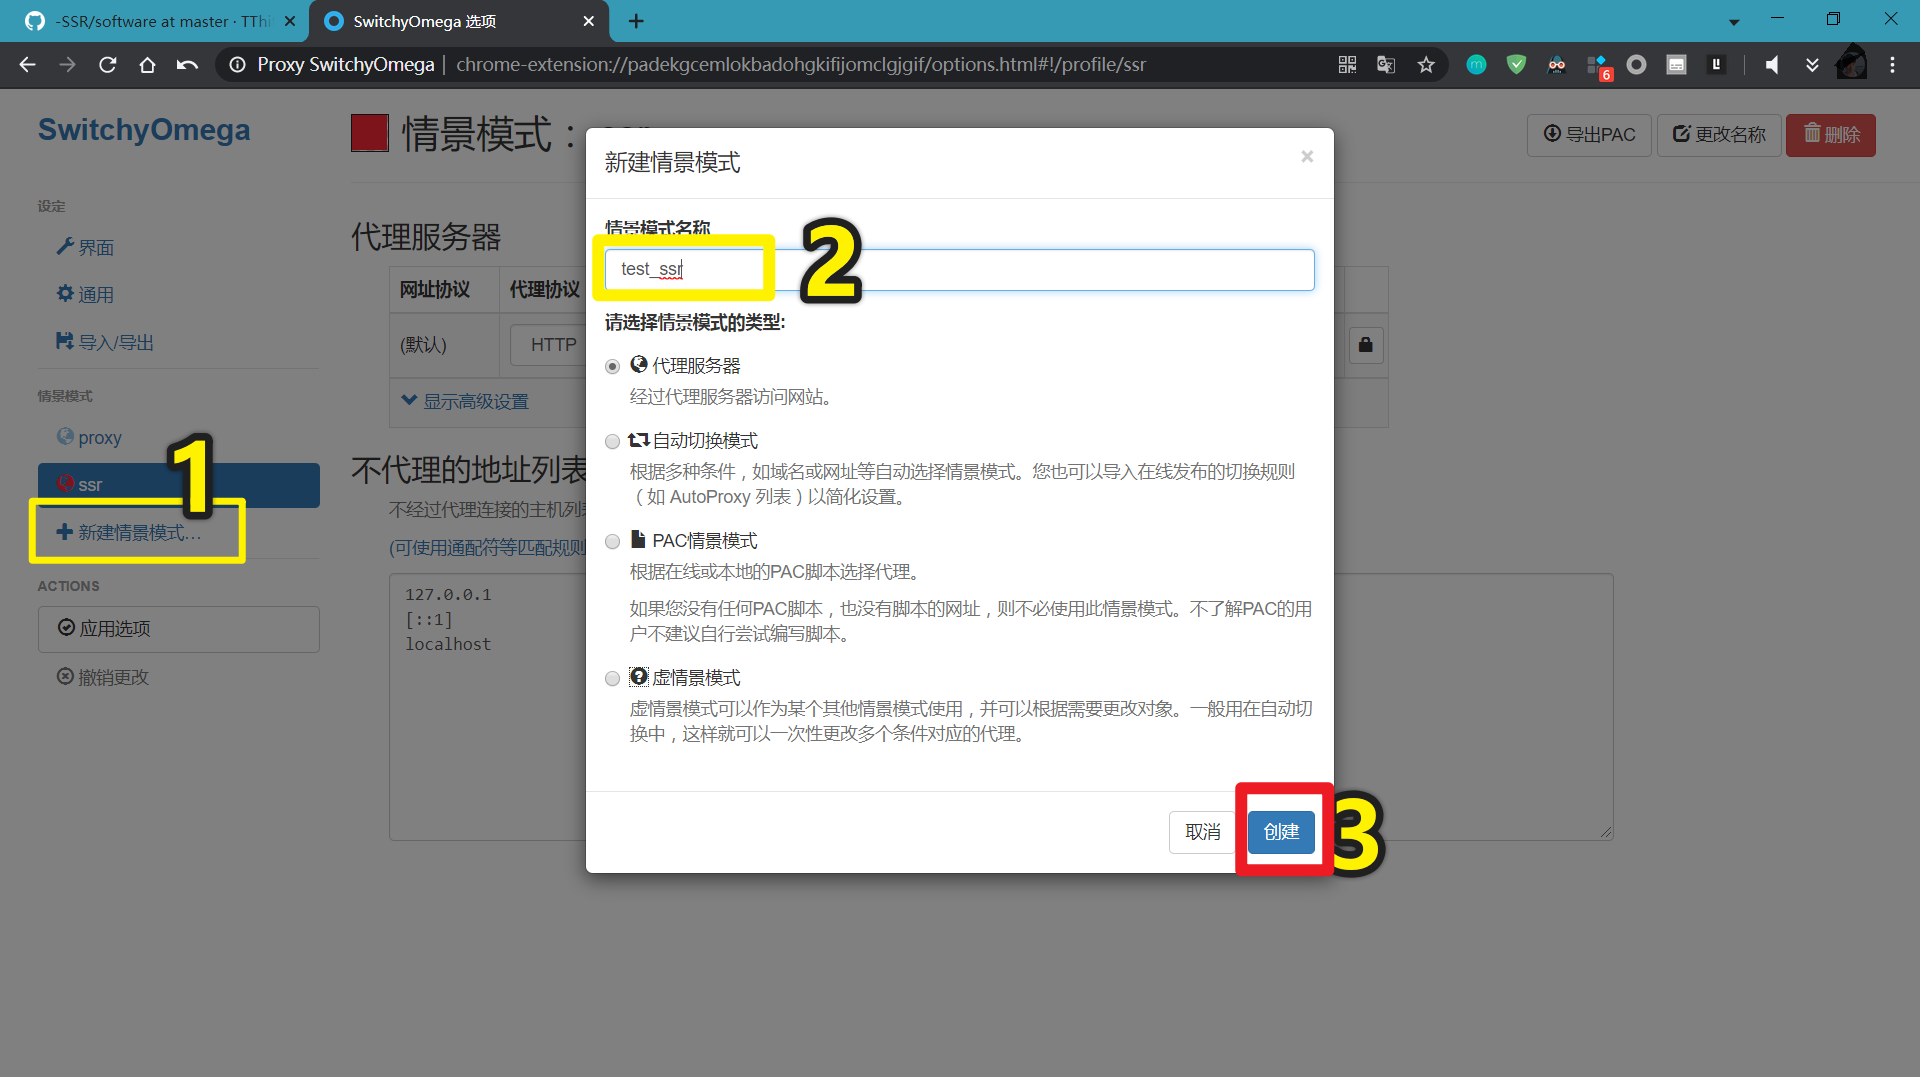 -SSR/software at master · TThi
SwitchyOmega 选项
Proxy SwitchyOmega | chrome-extension://padekgcemlokbadohgkifijomclgjgif/options.html#!/profile/ssr
6
SwitchyOmega
情景模式：
导出PAC
更改名称
删除
设定
界面
通用
导入/导出
情景模式
proxy
ssr
新建情景模式…
ACTIONS
应用选项
撤销更改
代理服务器
网址协议
代理协议
(默认)
HTTP
显示高级设置
不代理的地址列表
不经过代理连接的主机列
(可使用通配符等匹配规则
127.0.0.1
[::1]
localhost
新建情景模式
×
情景模式名称
test_ssr
请选择情景模式的类型:
代理服务器
经过代理服务器访问网站。
自动切换模式
根据多种条件，如域名或网址等自动选择情景模式。您也可以导入在线发布的切换规则
（如 AutoProxy 列表）以简化设置。
PAC情景模式
根据在线或本地的PAC脚本选择代理。
如果您没有任何PAC脚本，也没有脚本的网址，则不必使用此情景模式。不了解PAC的用
户不建议自行尝试编写脚本。
虚情景模式
虚情景模式可以作为某个其他情景模式使用，并可以根据需要更改对象。一般用在自动切
换中，这样就可以一次性更改多个条件对应的代理。
取消
创建
1
2
3